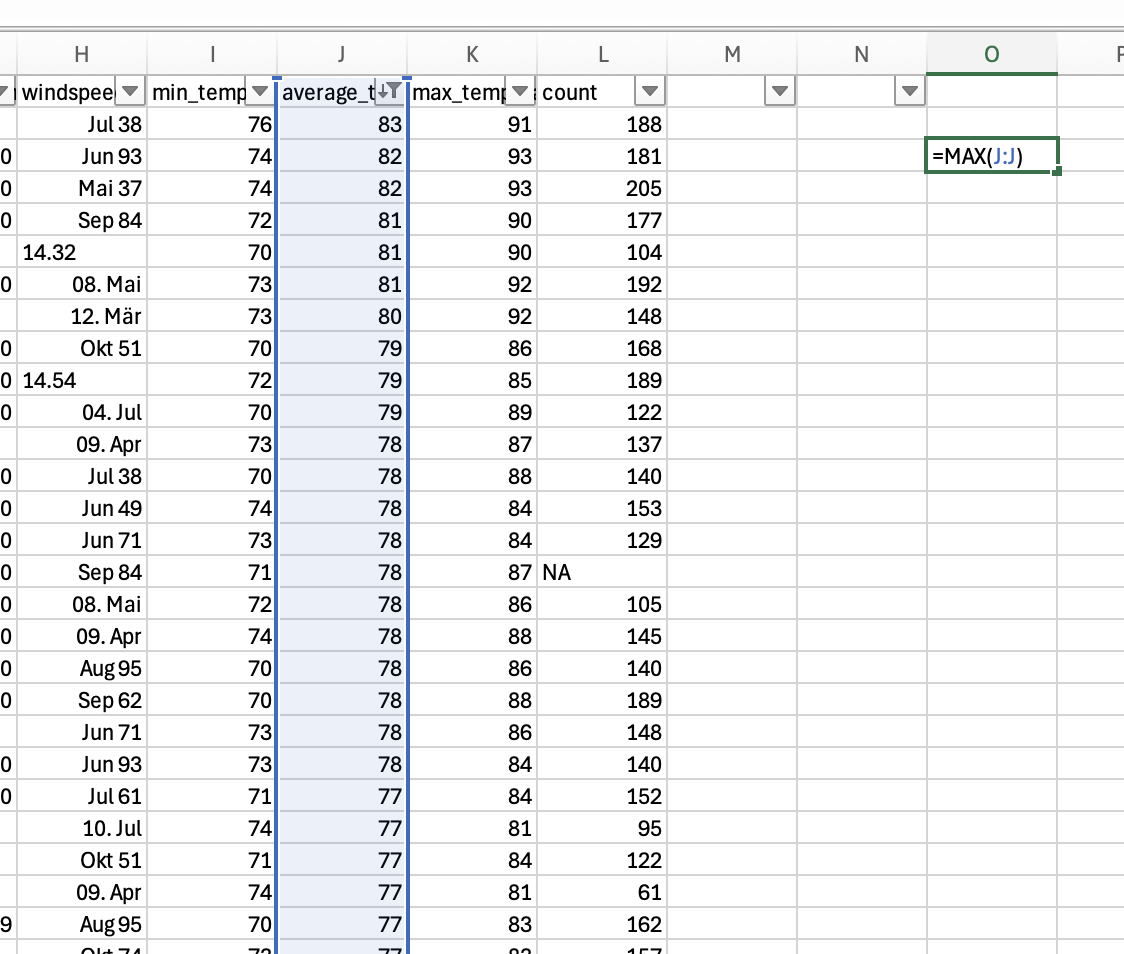 H I J K L M N O
windspee min_temp average_t max_temp count
Jul 38 76 83 91 188
0 Jun 93 74 82 93 181 =MAX(J:J)
0 Mai 37 74 82 93 205
0 Sep 84 72 81 90 177
14.32 70 81 90 104
0 08. Mai 73 81 92 192
12. Mär 73 80 92 148
0 Okt 51 70 79 86 168
0 14.54 72 79 85 189
0 04. Jul 70 79 89 122
09. Apr 73 78 87 137
0 Jul 38 70 78 88 140
0 Jun 49 74 78 84 153
0 Jun 71 73 78 84 129
0 Sep 84 71 78 87 NA
0 08. Mai 72 78 86 105
0 09. Apr 74 78 88 145
0 Aug 95 70 78 86 140
0 Sep 62 70 78 88 189
Jun 71 73 78 86 148
0 Jun 93 73 78 84 140
0 Jul 61 71 77 84 152
10. Jul 74 77 81 95
Okt 51 71 77 84 122
09. Apr 74 77 81 61
9 Aug 95 70 77 83 162